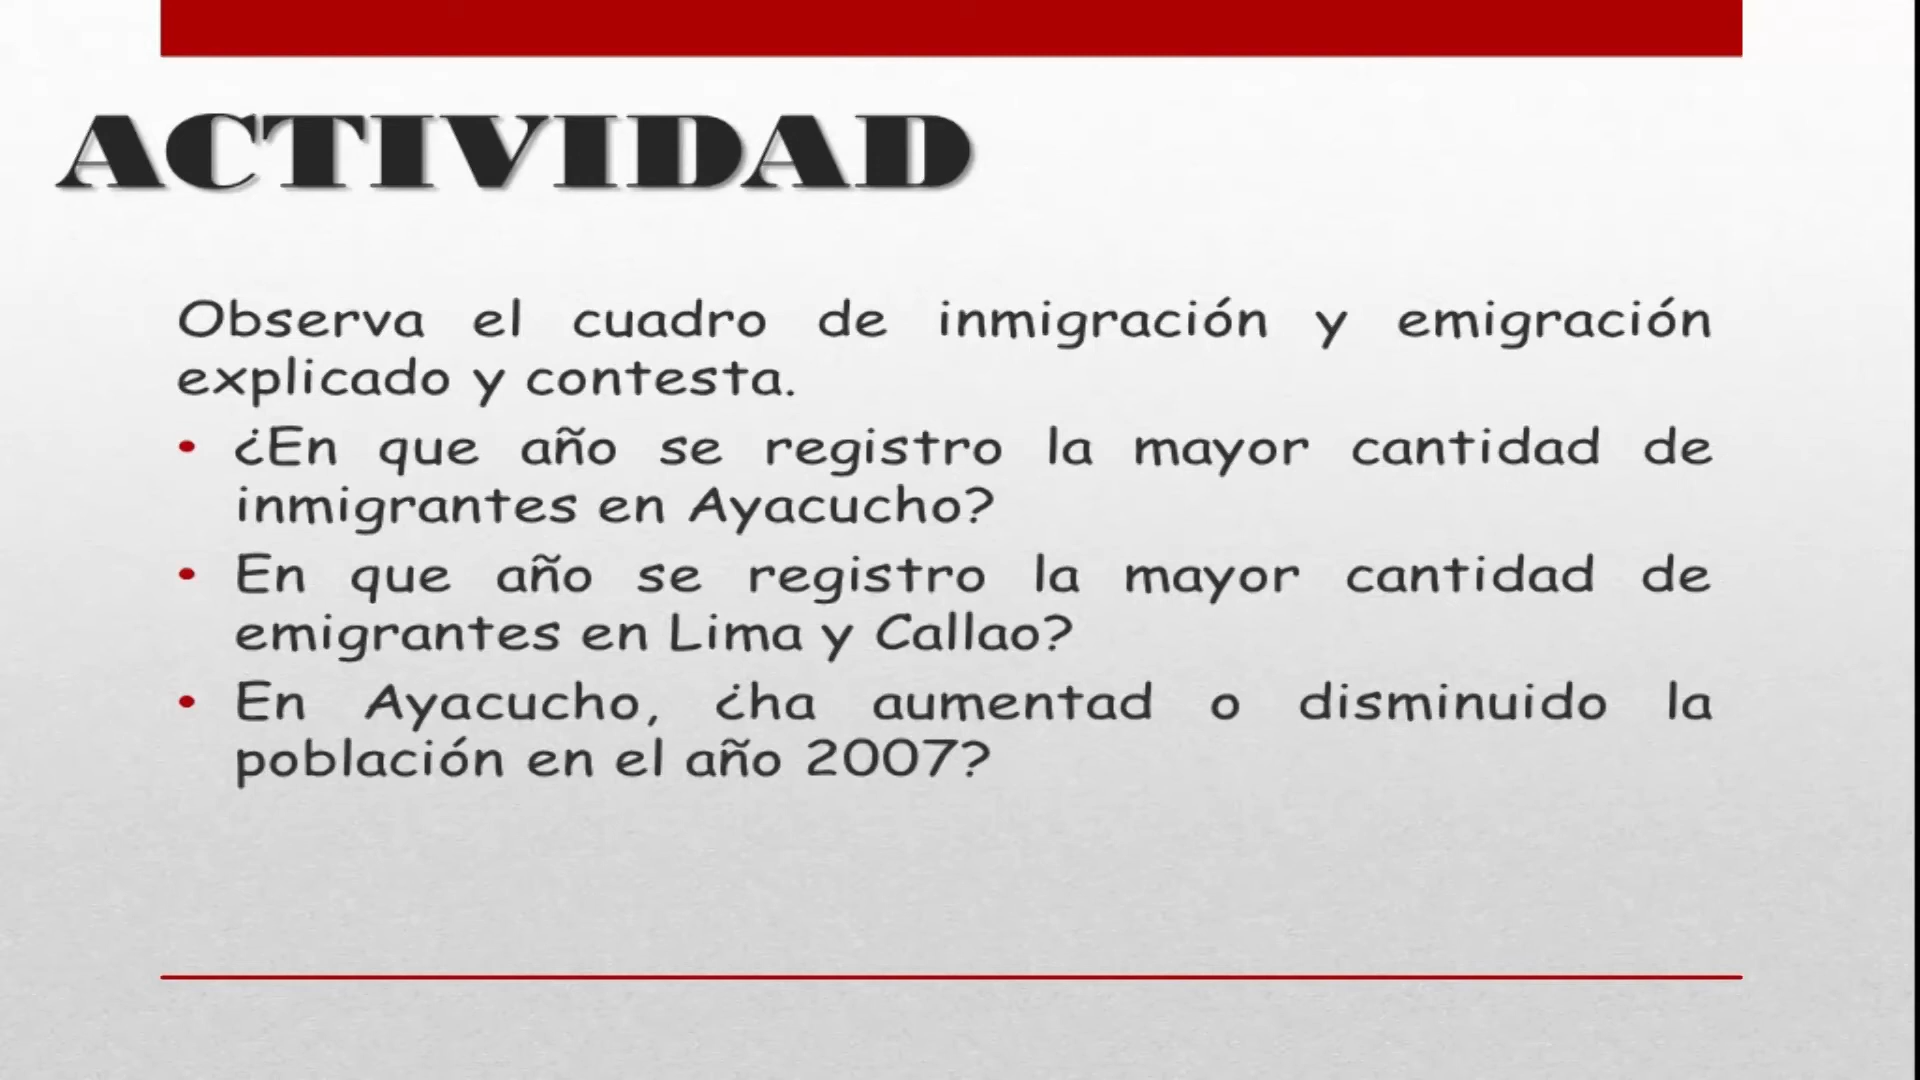 ACTIVIDAD
Observa el cuadro de inmigración y emigración
explicado y contesta.
• ¿En que año se registro la mayor cantidad de
inmigrantes en Ayacucho?
• En que año se registro la mayor cantidad de
emigrantes en Lima y Callao?
• En Ayacucho, ¿ha aumentad o disminuido la
población en el año 2007?